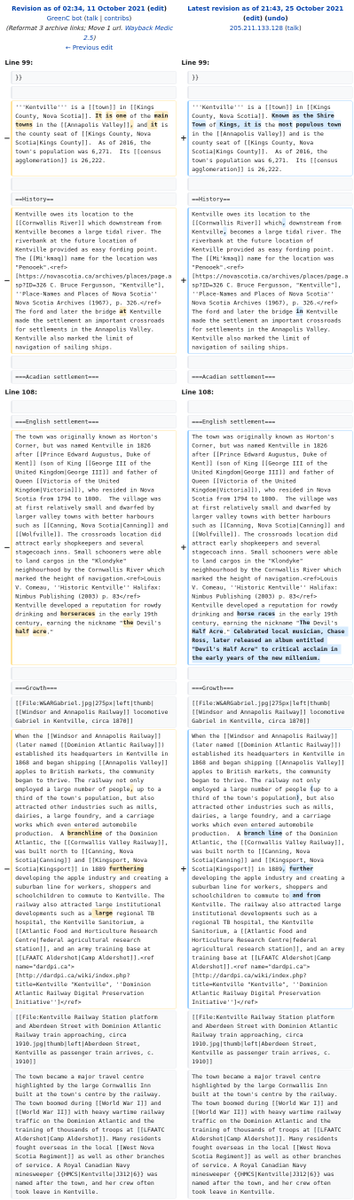 Revision as of 02:34, 11 October 2021 (edit)
GreenC bot (talk | contribs)
(Reformat 3 archive links; Move 1 url. Wayback Medic
2.5)
← Previous edit
Latest revision as of 21:43, 25 October 2021
(edit) (undo)
205.211.133.128 (talk)
Line 99:
}}
'''Kentville''' is a [[town]] in [[Kings
County, Nova Scotia]]. It is one of the main
towns in the [[Annapolis Valley]], and it is
the county seat of [[Kings County, Nova
Scotia|Kings County]]. As of 2016, the
town's population was 6,271. Its [[census
agglomeration]] is 26,222.
===History===
Kentville owes its location to the
[[Cornwallis River]] which downstream from
Kentville becomes a large tidal river. The
riverbank at the future location of
Kentville provided as easy fording point.
The [[Mi'kmaq]] name for the location was
"Penooek".<ref>
[https://novascotia.ca/archives/places/page.a
sp?ID=326 C. Bruce Fergusson, "Kentville"],
''Place-Names and Places of Nova Scotia''
Nova Scotia Archives (1967), p. 326.</ref>
The ford and later the bridge at Kentville
made the settlement an important crossroads
for settlements in the Annapolis Valley.
Kentville also marked the limit of
navigation of sailing ships.
===Acadian settlement===
Line 99:
}}
'''Kentville''' is a [[town]] in [[Kings
County, Nova Scotia]]. Known as the Shire
Town of Kings, it is the most populous town
in the [[Annapolis Valley]] and is the
county seat of [[Kings County, Nova
Scotia|Kings County]]. As of 2016, the
town's population was 6,271. Its [[census
agglomeration]] is 26,222.
===History===
Kentville owes its location to the
[[Cornwallis River]] which, downstream from
Kentville, becomes a large tidal river. The
riverbank at the future location of
Kentville provided as easy fording point.
The [[Mi'kmaq]] name for the location was
"Penooek".<ref>
[https://novascotia.ca/archives/places/page.a
sp?ID=326 C. Bruce Fergusson, "Kentville"],
''Place-Names and Places of Nova Scotia''
Nova Scotia Archives (1967), p. 326.</ref>
The ford and later the bridge in Kentville
made the settlement an important crossroads
for settlements in the Annapolis Valley.
Kentville also marked the limit of
navigation of sailing ships.
===Acadian settlement===
Line 108:
===English settlement===
The town was originally known as Horton's
Corner, but was named Kentville in 1826
after [[Prince Edward Augustus, Duke of
Kent]] (son of King [[George III of the
United Kingdom|George III]] and father of
Queen [[Victoria of the United
Kingdom|Victoria]]), who resided in Nova
Scotia from 1794 to 1800. The village was at
first relatively small and dwarfed by
larger valley towns with better harbours
such as [[Canning, Nova Scotia|Canning]] and
[[Wolfville]]. The crossroads location did
attract early shopkeepers and several
stagecoach inns. Small schooners were able
to land cargos in the "Klondyke"
neighbourhood by the Cornwallis River which
marked the height of navigation.<ref>Louis
V. Comeau, ''Historic Kentville'' Halifax:
Nimbus Publishing (2003) p. 83</ref>
Kentville developed a reputation for rowdy
drinking and horseraces in the early 19th
century, earning the nickname "the Devil's
half acre."
===Growth===
[[File:W&ARGabriel.jpg|275px|left|thumb|
[[Windsor and Annapolis Railway]] locomotive
Gabriel in Kentville, circa 1870]]
When the [[Windsor and Annapolis Railway]]
(later named [[Dominion Atlantic Railway]])
established its headquarters in Kentville in
1868 and began shipping [[Annapolis Valley]]
apples to British markets, the community
began to thrive. The railway not only
employed a large number of people, up to a
third of the town's population, but also
attracted other industries such as mills,
dairies, a large foundry, and a carriage
works which even entered automobile
production. A branchline of the Dominion
Atlantic, the [[Cornwallis Valley Railway]],
was built north to [[Canning, Nova
Scotia|Canning]] and [[Kingsport, Nova
Scotia|Kingsport]] in 1889 furthering
developing the apple industry and creating a
suburban line for workers, shoppers and
schoolchildren to commute to Kentville. The
railway also attracted large institutional
developments such as a large regional TB
hospital, the Kentville Sanitorium, a
[[Atlantic Food and Horticulture Research
Centre|federal agricultural research
station]], and an army training base at
[[LFAATC Aldershot|Camp Aldershot]].<ref
name="dardpi.ca">
[http://dardpi.ca/wiki/index.php?
title=Kentville "Kentville", ''Dominion
Atlantic Railway Digital Preservation
Initiative'']</ref>
[[File:Kentville Railway Station platform
and Aberdeen Street with Dominion Atlantic
Railway train approaching, circa
1910.jpg|thumb|left|Aberdeen Street,
Kentville as passenger train arrives, c.
1910]]
The town became a major travel centre
highlighted by the large Cornwallis Inn
built at the town's centre by the railway.
The town boomed during [[World War I]] and
[[World War II]] with heavy wartime railway
traffic on the Dominion Atlantic and the
training of thousands of troops at [[LFAATC
Aldershot|Camp Aldershot]]. Many residents
fought overseas in the local [[West Nova
Scotia Regiment]] as well as other branches
of service. A Royal Canadian Navy
minesweeper {{HMCS|Kentville|J312|6}} was
named after the town, and her crew often
took leave in Kentville.
Line 108:
===English settlement===
The town was originally known as Horton's
Corner, but was named Kentville in 1826
after [[Prince Edward Augustus, Duke of
Kent]] (son of King [[George III of the
United Kingdom|George III]] and father of
Queen [[Victoria of the United
Kingdom|Victoria]]), who resided in Nova
Scotia from 1794 to 1800. The village was at
first relatively small and dwarfed by
larger valley towns with better harbours
such as [[Canning, Nova Scotia|Canning]] and
[[Wolfville]]. The crossroads location did
attract early shopkeepers and several
stagecoach inns. Small schooners were able
to land cargos in the "Klondyke"
neighbourhood by the Cornwallis River which
marked the height of navigation.<ref>Louis
V. Comeau, ''Historic Kentville'' Halifax:
Nimbus Publishing (2003) p. 83</ref>
Kentville developed a reputation for rowdy
drinking and horse races in the early 19th
century, earning the nickname "The Devil's
Half Acre." Celebrated local musician, Chase
Ross, later released an album entitled
"Devil's Half Acre" to critical acclaim in
the early years of the new millenium.
===Growth===
[[File:W&ARGabriel.jpg|275px|left|thumb|
[[Windsor and Annapolis Railway]] locomotive
Gabriel in Kentville, circa 1870]]
When the [[Windsor and Annapolis Railway]]
(later named [[Dominion Atlantic Railway]])
established its headquarters in Kentville in
1868 and began shipping [[Annapolis Valley]]
apples to British markets, the community
began to thrive. The railway not only
employed a large number of people (up to a
third of the town's population), but also
attracted other industries such as mills,
dairies, a large foundry, and a carriage
works which even entered automobile
production. A branch line of the Dominion
Atlantic, the [[Cornwallis Valley Railway]],
was built north to [[Canning, Nova
Scotia|Canning]] and [[Kingsport, Nova
Scotia|Kingsport]] in 1889, further
developing the apple industry and creating a
suburban line for workers, shoppers and
schoolchildren to commute to and from
Kentville. The railway also attracted large
institutional developments such as a
regional TB hospital, the Kentville
Sanitorium, a [[Atlantic Food and
Horticulture Research Centre|federal
agricultural research station]], and an army
training base at [[LFAATC Aldershot|Camp
Aldershot]].<ref name="dardpi.ca">
[http://dardpi.ca/wiki/index.php?
title=Kentville "Kentville", ''Dominion
Atlantic Railway Digital Preservation
Initiative'']</ref>
[[File:Kentville Railway Station platform
and Aberdeen Street with Dominion Atlantic
Railway train approaching, circa
1910.jpg|thumb|left|Aberdeen Street,
Kentville as passenger train arrives, c.
1910]]
The town became a major travel centre
highlighted by the large Cornwallis Inn
built at the town's centre by the railway.
The town boomed during [[World War I]] and
[[World War II]] with heavy wartime railway
traffic on the Dominion Atlantic and the
training of thousands of troops at [[LFAATC
Aldershot|Camp Aldershot]]. Many residents
fought overseas in the local [[West Nova
Scotia Regiment]] as well as other branches
of service. A Royal Canadian Navy
minesweeper {{HMCS|Kentville|J312|6}} was
named after the town, and her crew often
took leave in Kentville.